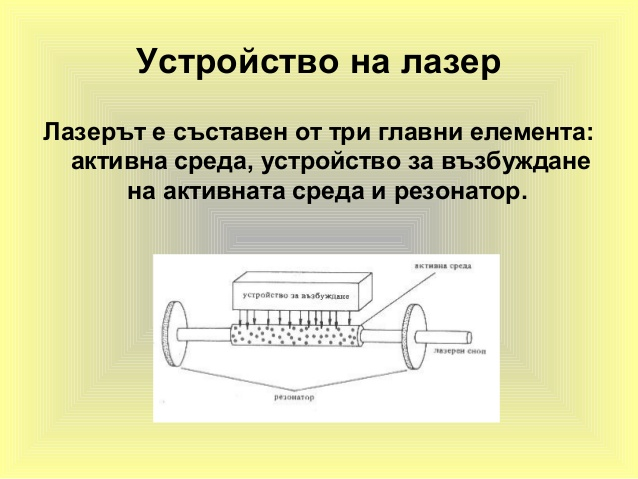 Устройство на лазер
Лазерът е съставен от три главни елемента:
активна среда, устройство за възбуждане
на активната среда и резонатор.
активна среда
устройство за възбуждане
лазерен сноп
резонатор